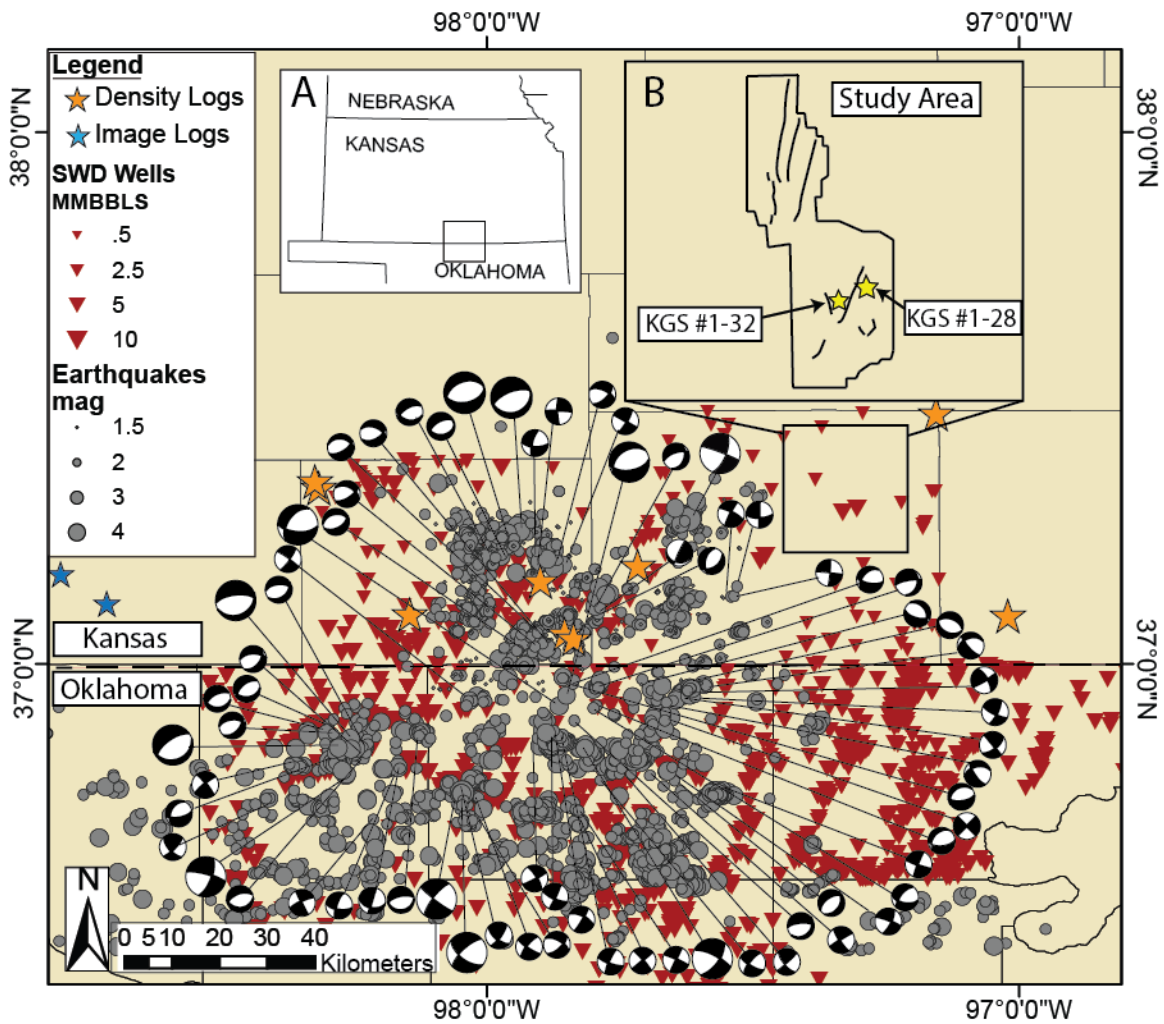 98°0'0"W
97°0'0"W
38°0'0"N
38°0'0"N
Legend
Density Logs
Image Logs
SWD Wells
MMBBLS
.5
2.5
5
10
Earthquakes
mag
1.5
2
3
4
A
NEBRASKA
KANSAS
OKLAHOMA
B
Study Area
KGS #1-32
KGS #1-28
Kansas
Oklahoma
37°0'0"N
37°0'0"N
N
0 5 10 20 30 40
Kilometers
98°0'0"W
97°0'0"W